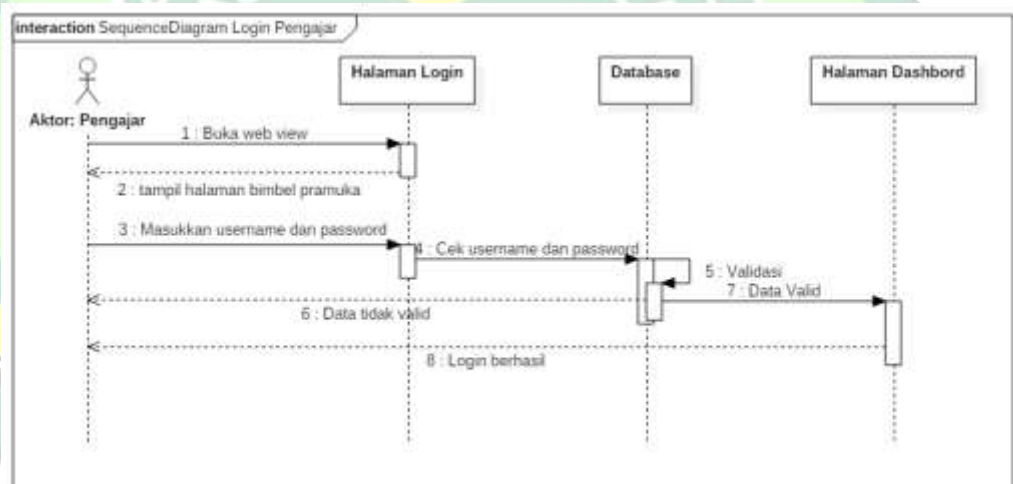 interaction SequenceDiagram Login Pengajar
Halaman Login
Database
Halaman Dashbord
Aktor: Pengajar
1 : Buka web view
2 : tampil halaman bimbel pramuka
3 : Masukkan username dan password
4 : Cek username dan password
5 : Validasi
7 : Data Valid
6 : Data tidak valid
8 : Login berhasil